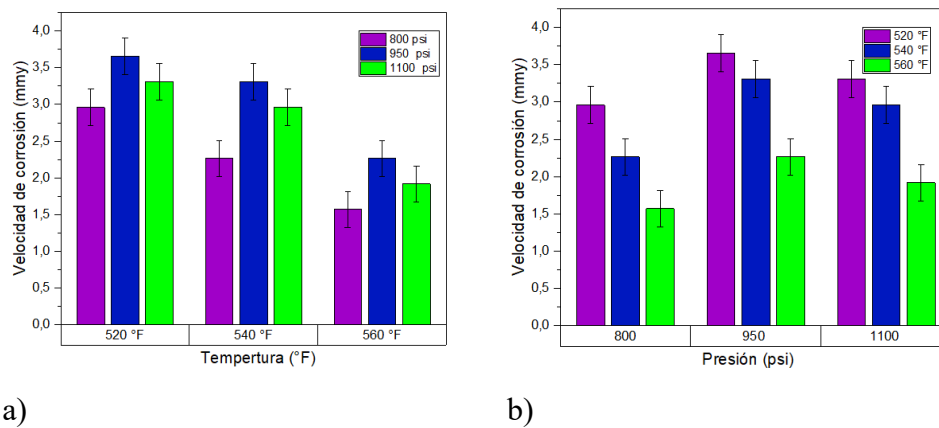 4,0
3,5
3,0
2,5
2,0
1,5
1,0
0,5
0,0
Velocidad de corrosión (mmy)
800 psi
950 psi
1100 psi
520 °F
540 °F
560 °F
Tempertura (°F)
a)
4,0
3,5
3,0
2,5
2,0
1,5
1,0
0,5
0,0
Velocidad de corrosión (mmy)
520 °F
540 °F
560 °F
800
950
1100
Presión (psi)
b)